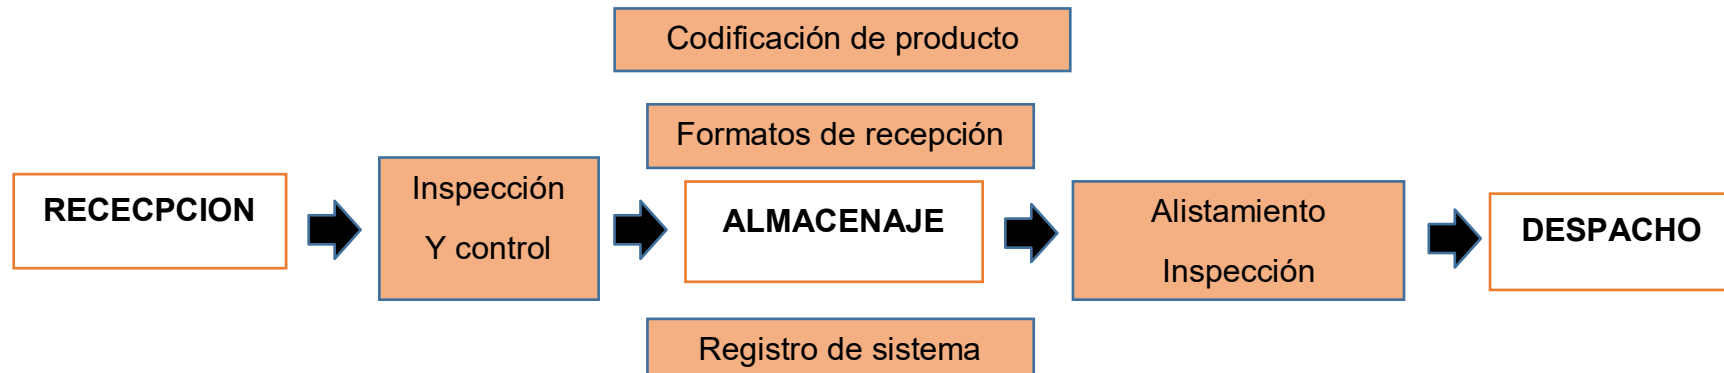 Codificación de producto
Formatos de recepción
RECECPCION
Inspección
Y control
ALMACENAJE
Alistamiento
Inspección
DESPACHO
Registro de sistema